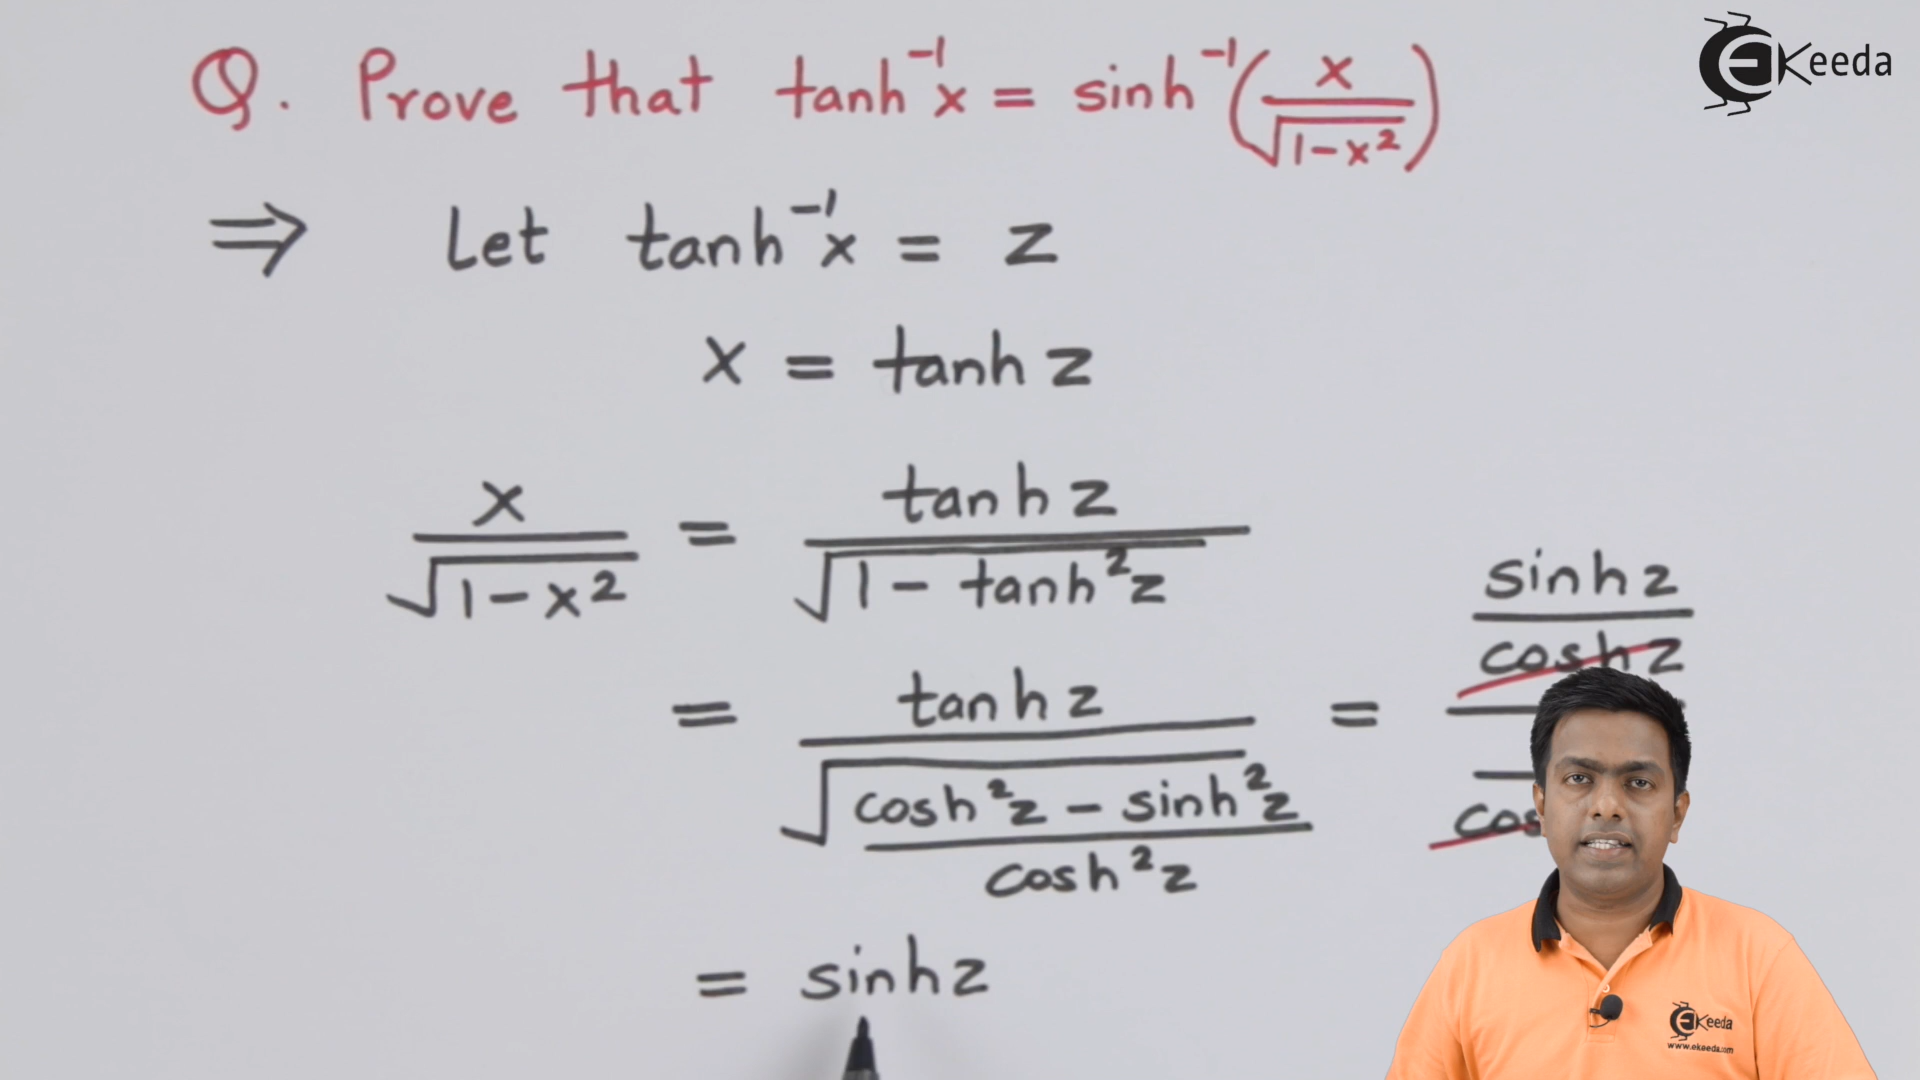 Q. Prove that tanh⁻¹x = sinh⁻¹(x/√(1-x²))
⇒ Let tanh⁻¹x = z
x = tanh z
x/√(1-x²) = tanh z/√(1 - tanh²z)
= tanh z/√((cosh²z - sinh²z)/cosh²z) = sinh z/cosh z
= sinh z
EKeeda
EKeeda
www.ekeeda.com